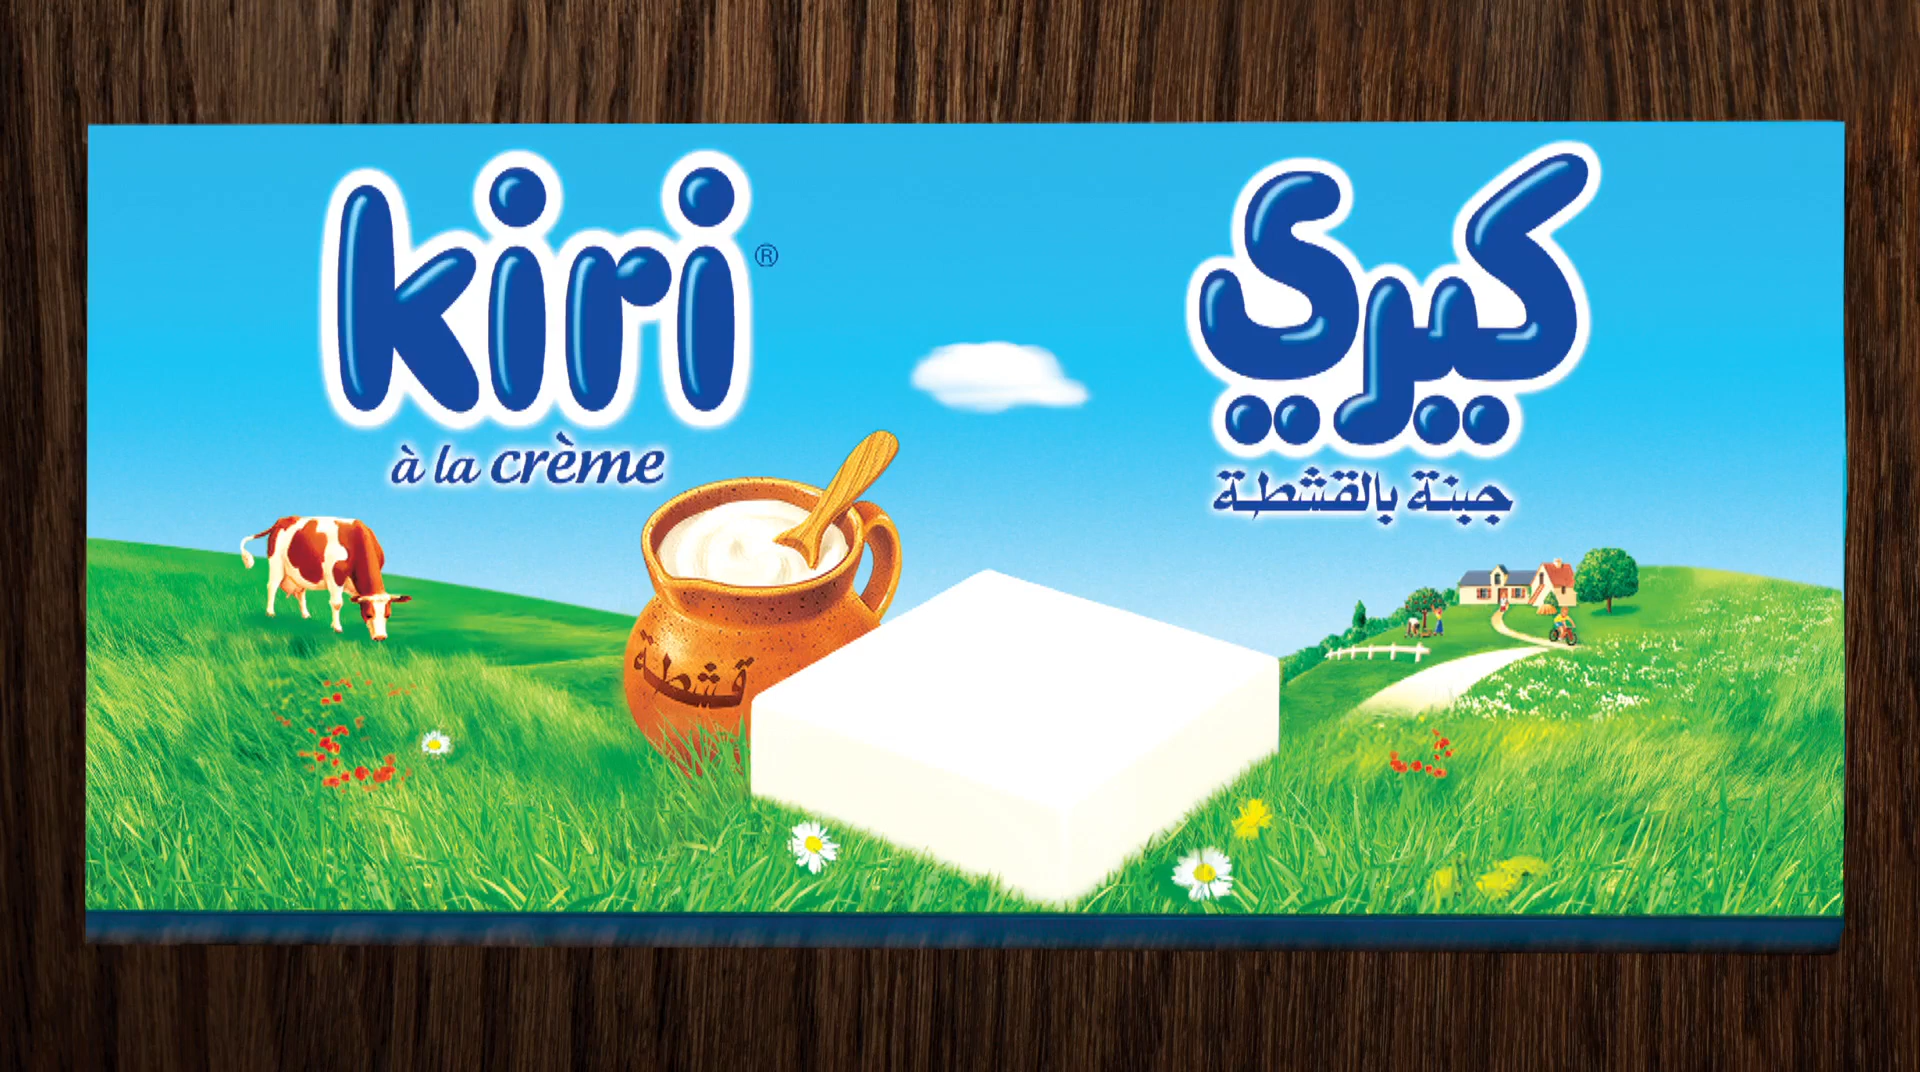 kiri®
à la crème
كيري
جبنة بالقشطة
قشطة